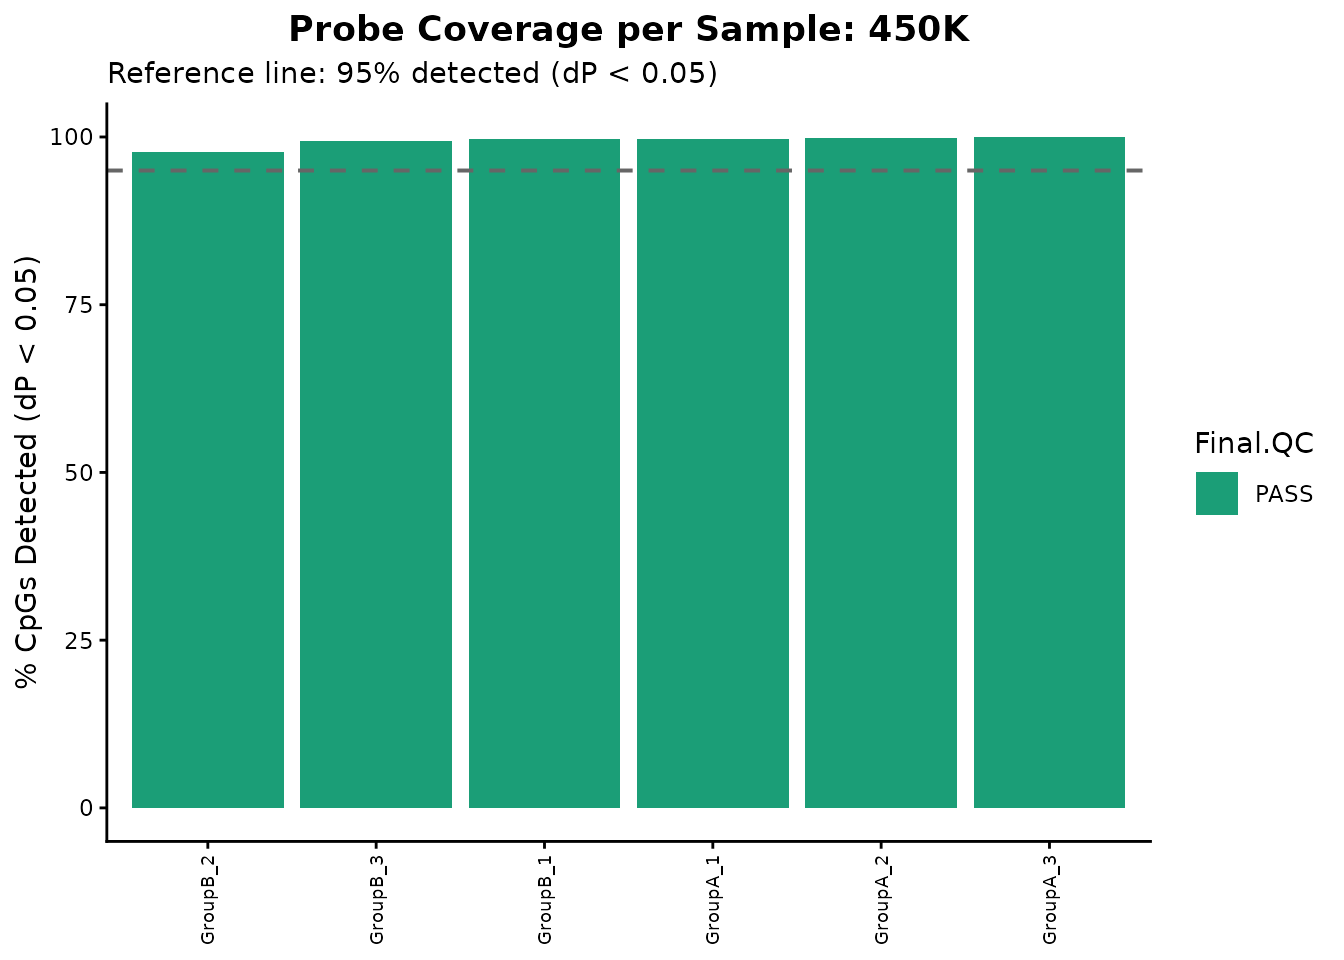 Probe Coverage per Sample: 450K
Reference line: 95% detected (dP < 0.05)
% CpGs Detected (dP < 0.05)
100
75
50
25
0
GroupB_2
GroupB_3
GroupB_1
GroupA_1
GroupA_2
GroupA_3
Final.QC
PASS